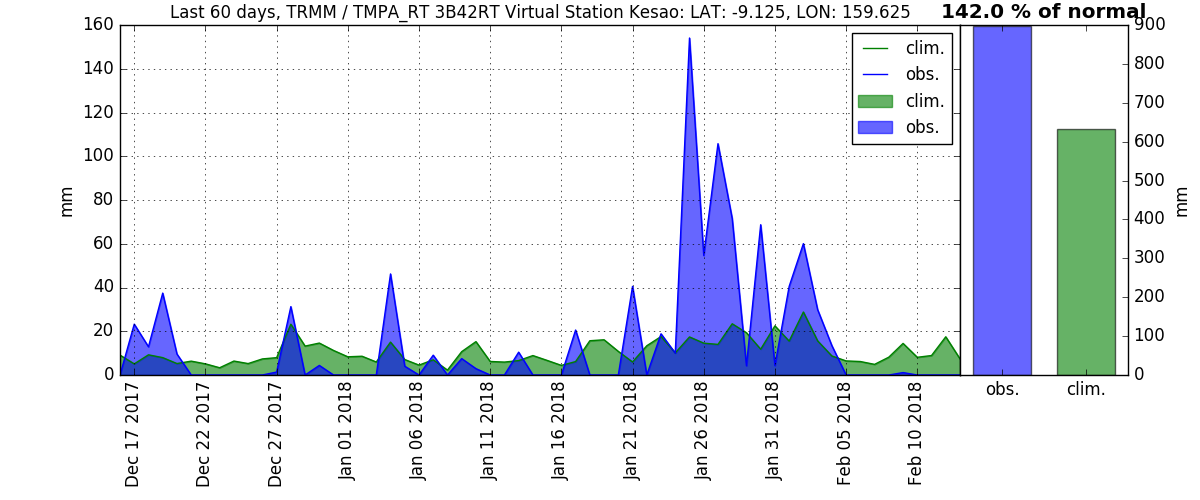 Last 60 days, TRMM / TMPA_RT 3B42RT Virtual Station Kesao: LAT: -9.125, LON: 159.625
142.0 % of normal
mm
160
140
120
100
80
60
40
20
0
clim.
obs.
clim.
obs.
Dec 17 2017
Dec 22 2017
Dec 27 2017
Jan 01 2018
Jan 06 2018
Jan 11 2018
Jan 16 2018
Jan 21 2018
Jan 26 2018
Jan 31 2018
Feb 05 2018
Feb 10 2018
900
800
700
600
500
400
300
200
100
0
mm
obs.
clim.